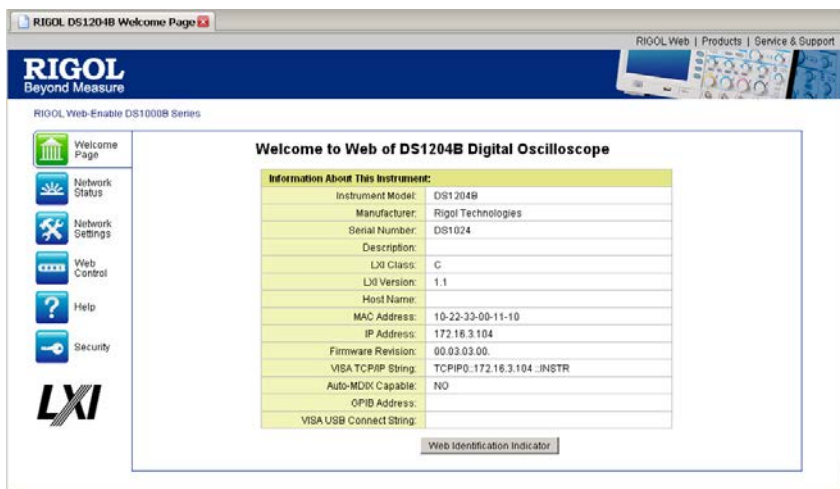 RIGOL DS1204B Welcome Page
RIGOL Web | Products | Service & Support
RIGOL
Beyond Measure
RIGOL Web-Enable DS1000B Series
Welcome Page
Network Status
Network Settings
Web Control
Help
Security
LXI
Welcome to Web of DS1204B Digital Oscilloscope
Information About This Instrument:
Instrument Model: DS1204B
Manufacturer: Rigol Technologies
Serial Number: DS1024
Description:
LXI Class: C
LXI Version: 1.1
Host Name:
MAC Address: 10-22-33-00-11-10
IP Address: 172.16.3.104
Firmware Revision: 00.03.03.00.
VISA TCP/IP String: TCPIP0::172.16.3.104 ::INSTR
Auto-MDIX Capable: NO
GPIB Address:
VISA USB Connect String:
Web Identification Indicator